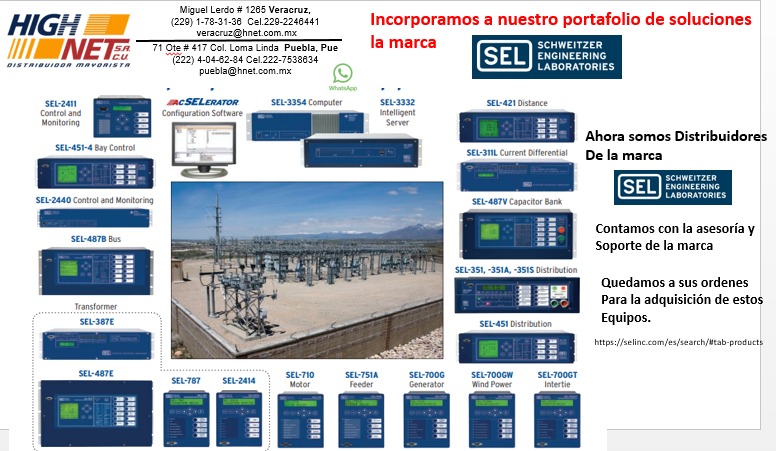 HIGH
NET S.A.
C.V.
DISTRIBUIDOR MAYORISTA
Miguel Lerdo # 1265 Veracruz,
(229) 1-78-31-36 Cel.229-2246441
veracruz@hnet.com.mx
71 Ote # 417 Col. Loma Linda Puebla, Pue
(222) 4-04-62-84 Cel.222-7538634
puebla@hnet.com.mx
WhatsApp
Incorporamos a nuestro portafolio de soluciones
la marca
SEL SCHWEITZER
ENGINEERING
LABORATORIES
SEL-2411
Control and
Monitoring
ACSELERATOR
Configuration Software
SEL-3354 Computer
SEL-3332
Intelligent
Server
SEL-421 Distance
SEL-451-4 Bay Control
SEL-311L Current Differential
SEL-2440 Control and Monitoring
SEL-487V Capacitor Bank
SEL-487B Bus
SEL-351, -351A, -351S Distribution
Transformer
SEL-387E
SEL-451 Distribution
SEL-487E
SEL-787
SEL-2414
SEL-710
Motor
SEL-751A
Feeder
SEL-700G
Generator
SEL-700GW
Wind Power
SEL-700GT
Intertie
Ahora somos Distribuidores
De la marca
SEL SCHWEITZER
ENGINEERING
LABORATORIES
Contamos con la asesoría y
Soporte de la marca
Quedamos a sus ordenes
Para la adquisición de estos
Equipos.
https://selinc.com/es/search/#tab-products